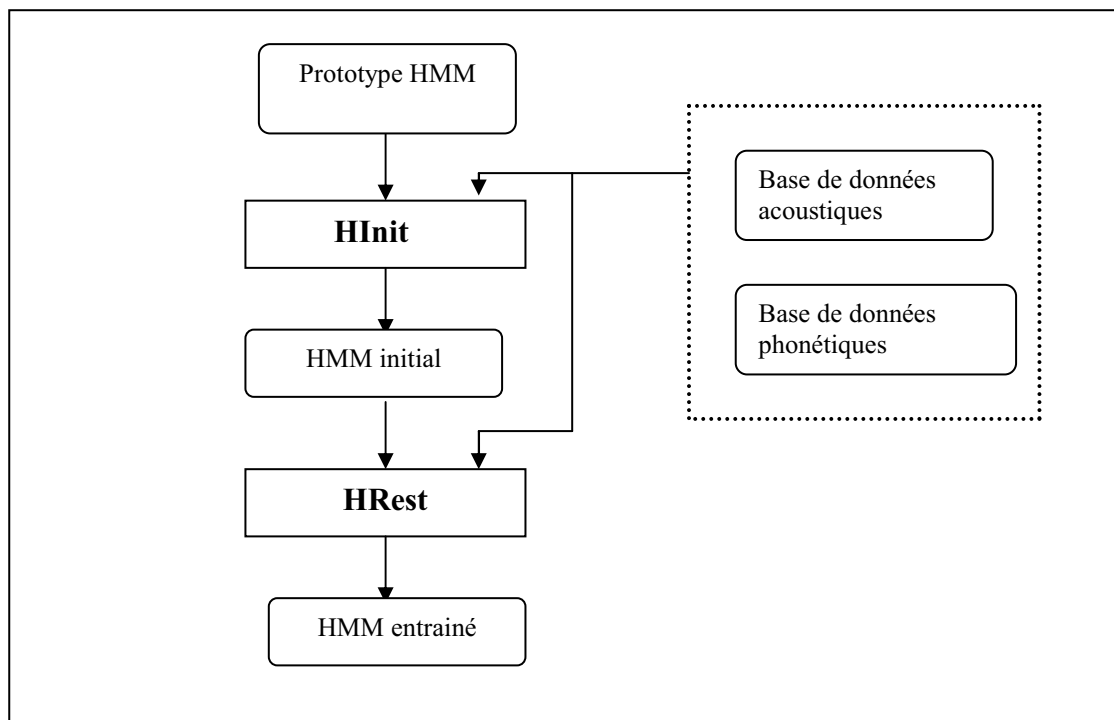 Prototype HMM
HInit
HMM initial
HRest
HMM entrainé
Base de données
acoustiques
Base de données
phonétiques